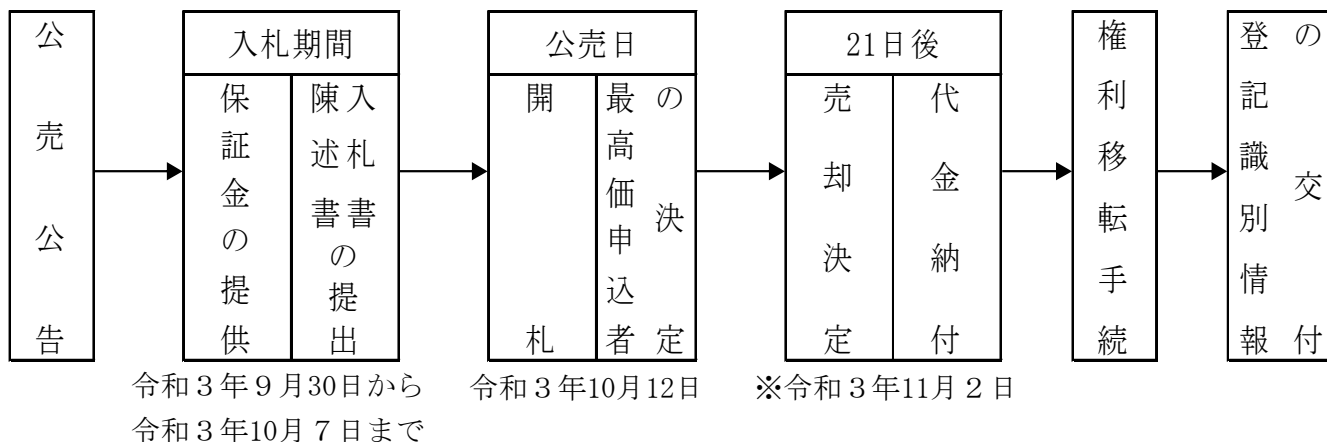 公売公告
入札期間
保証金の提供
入札書
陳述書の提出
公売日
開札
最高価申込者
の決定
21日後
売却決定
代金納付
権利移転手続
登記識別情報
の交付
令和３年９月30日から
令和３年10月７日まで
令和３年10月12日
※令和３年11月２日